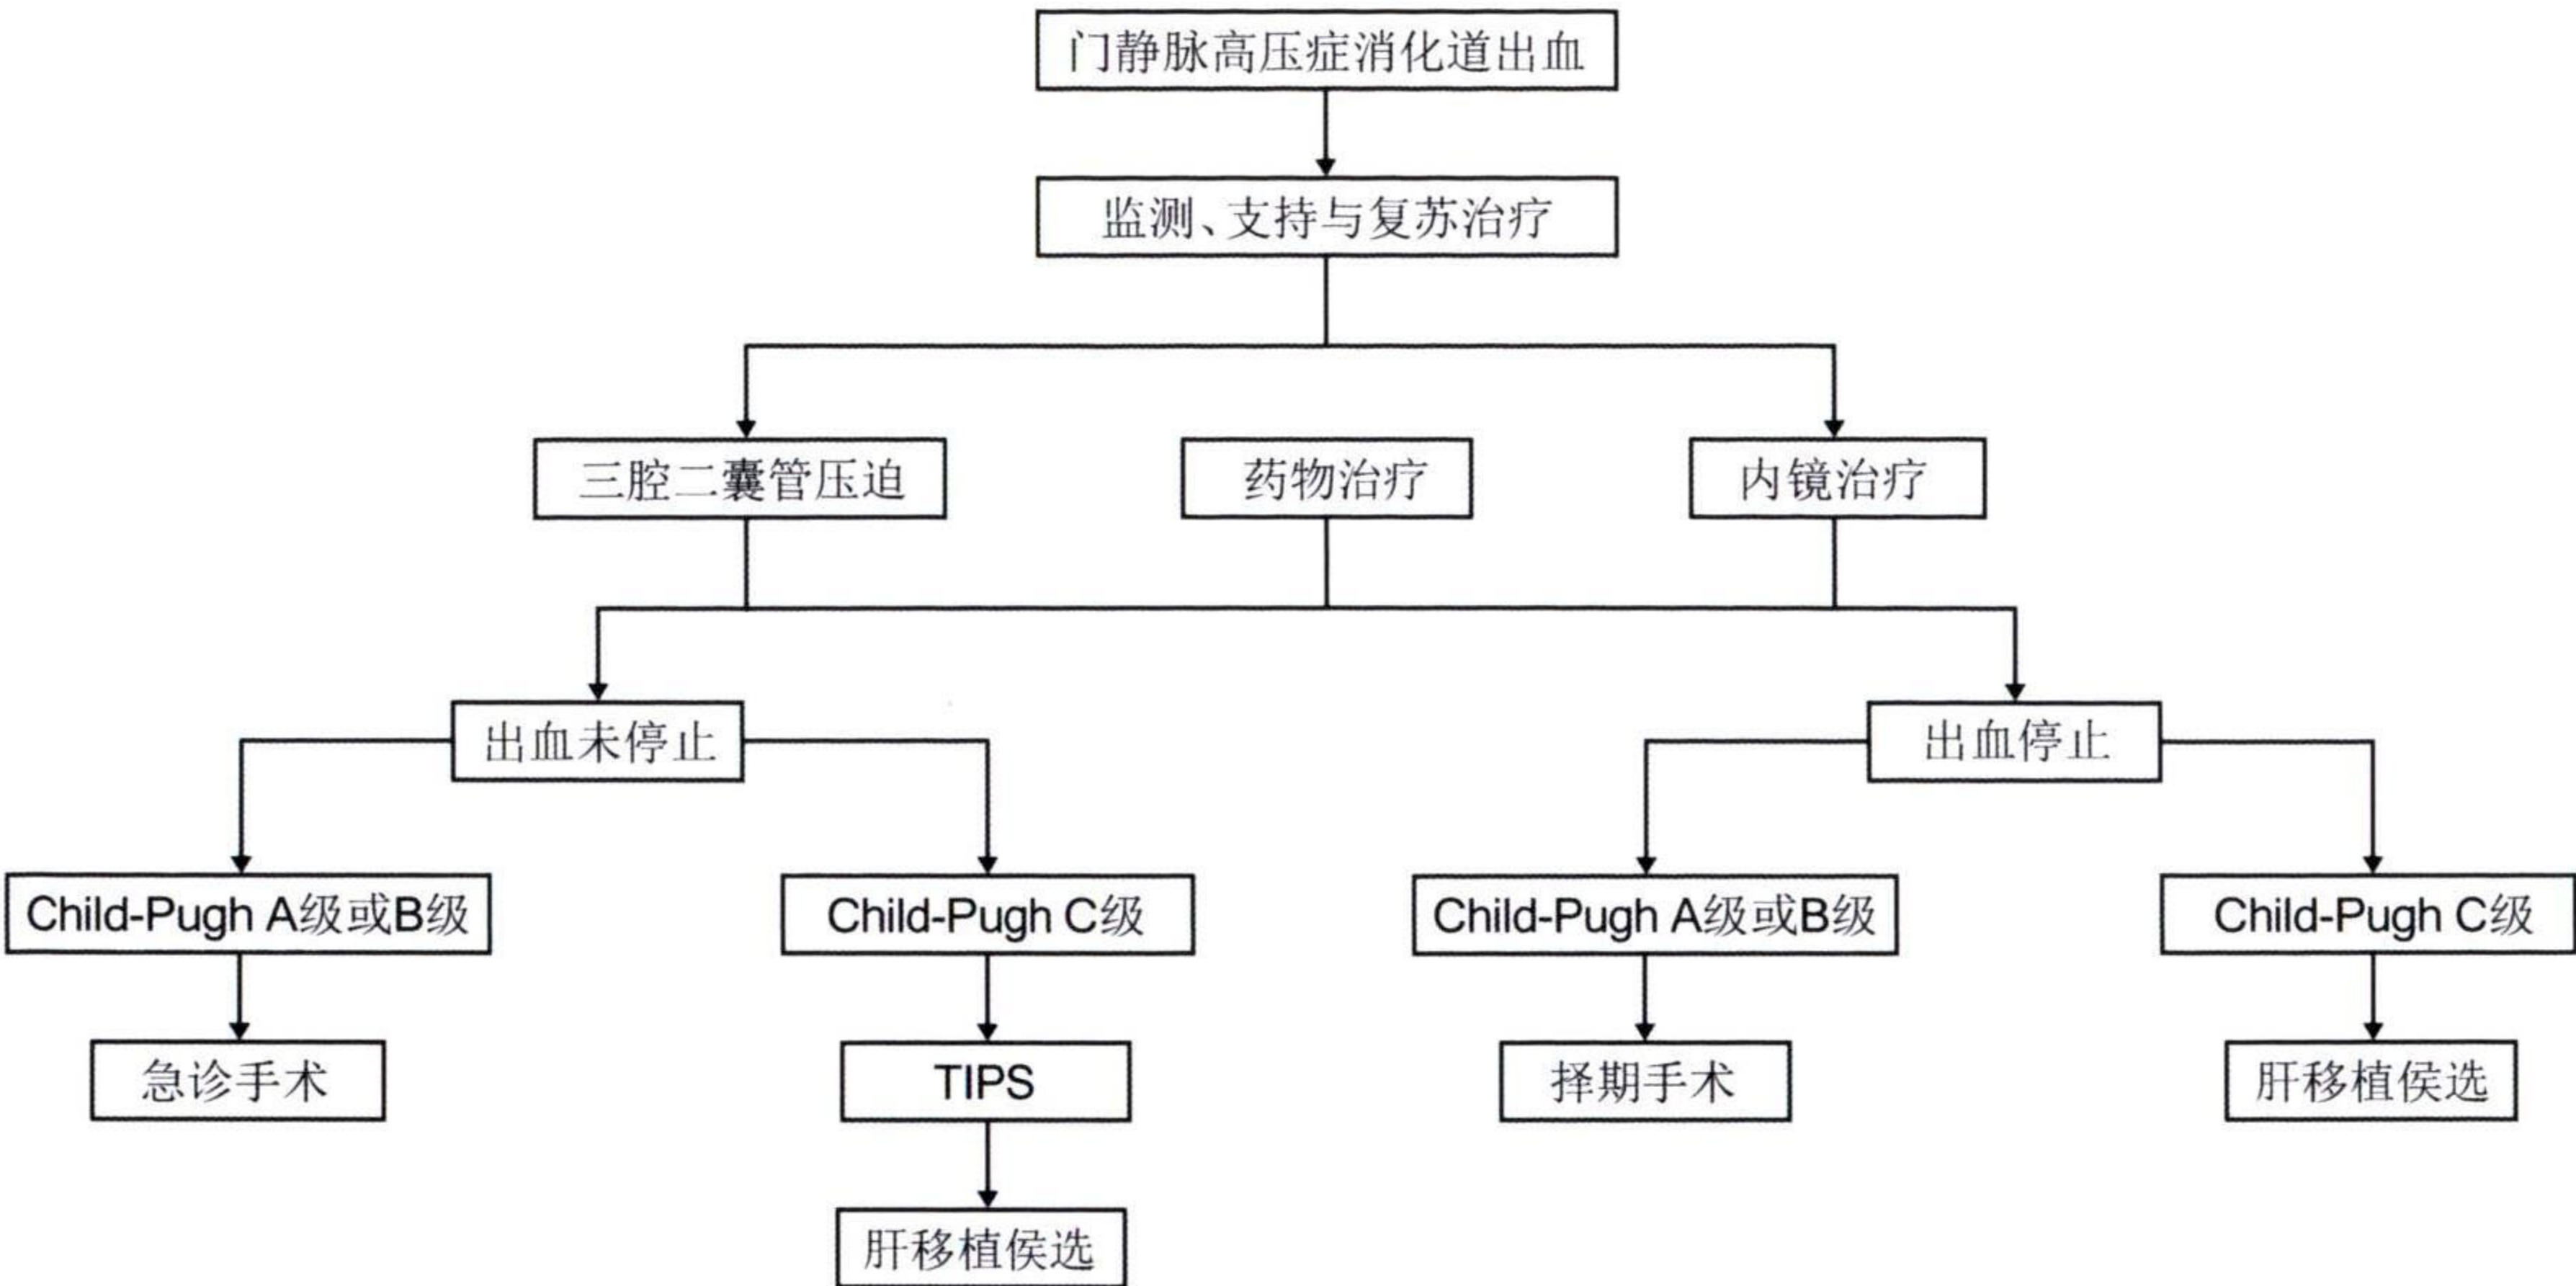 门静脉高压症消化道出血
监测、支持与复苏治疗
三腔二囊管压迫
药物治疗
内镜治疗
出血未停止
出血停止
Child-Pugh A级或B级
Child-Pugh C级
Child-Pugh A级或B级
Child-Pugh C级
急诊手术
TIPS
择期手术
肝移植侯选
肝移植侯选